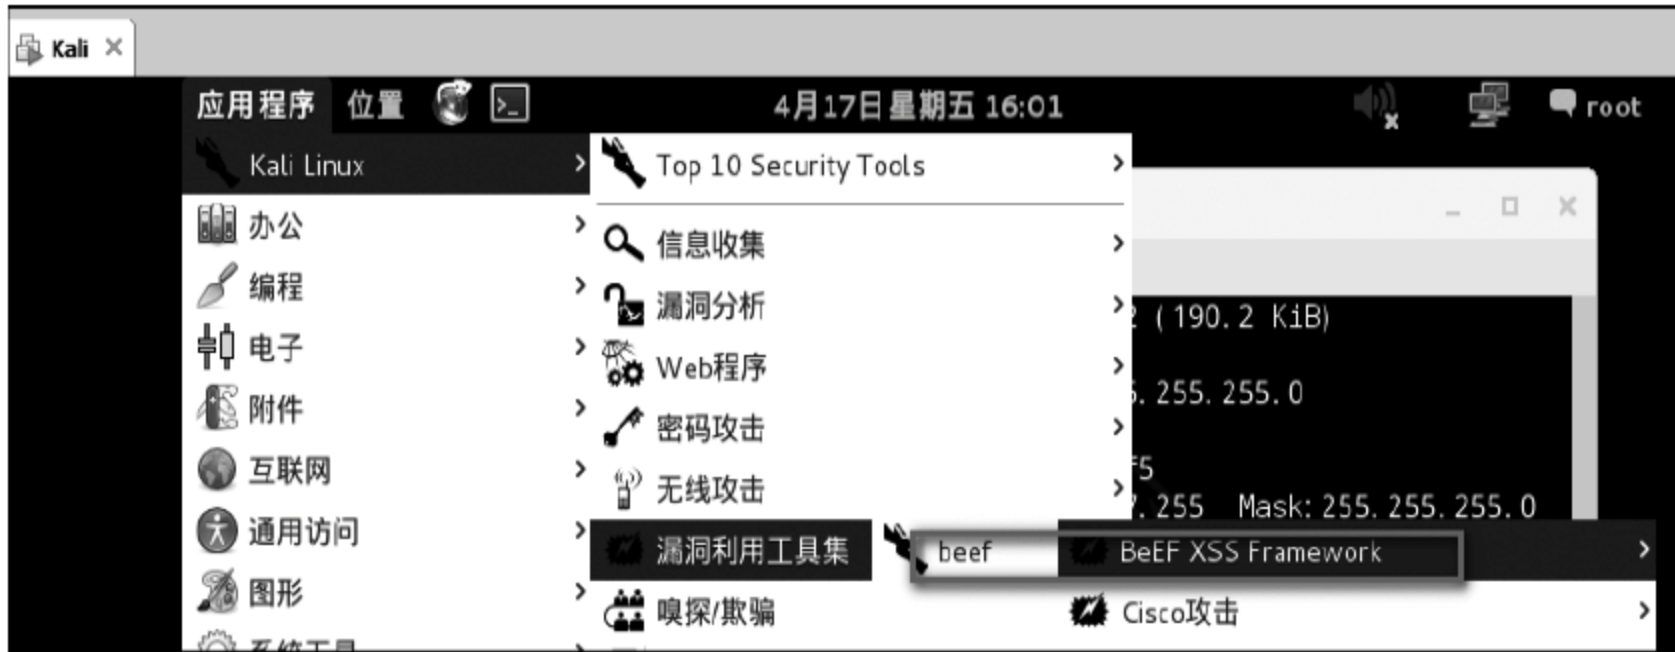 Kali
应用程序 位置 4月17日 星期五 16:01 root
Kali Linux
办公
编程
电子
附件
互联网
通用访问
图形
系统工具
Top 10 Security Tools
信息收集
漏洞分析
Web程序
密码攻击
无线攻击
漏洞利用工具集
嗅探/欺骗
beef
BeEF XSS Framework
Cisco攻击
(190.2 KiB)
.255.255.0
f5
.255 Mask:255.255.255.0